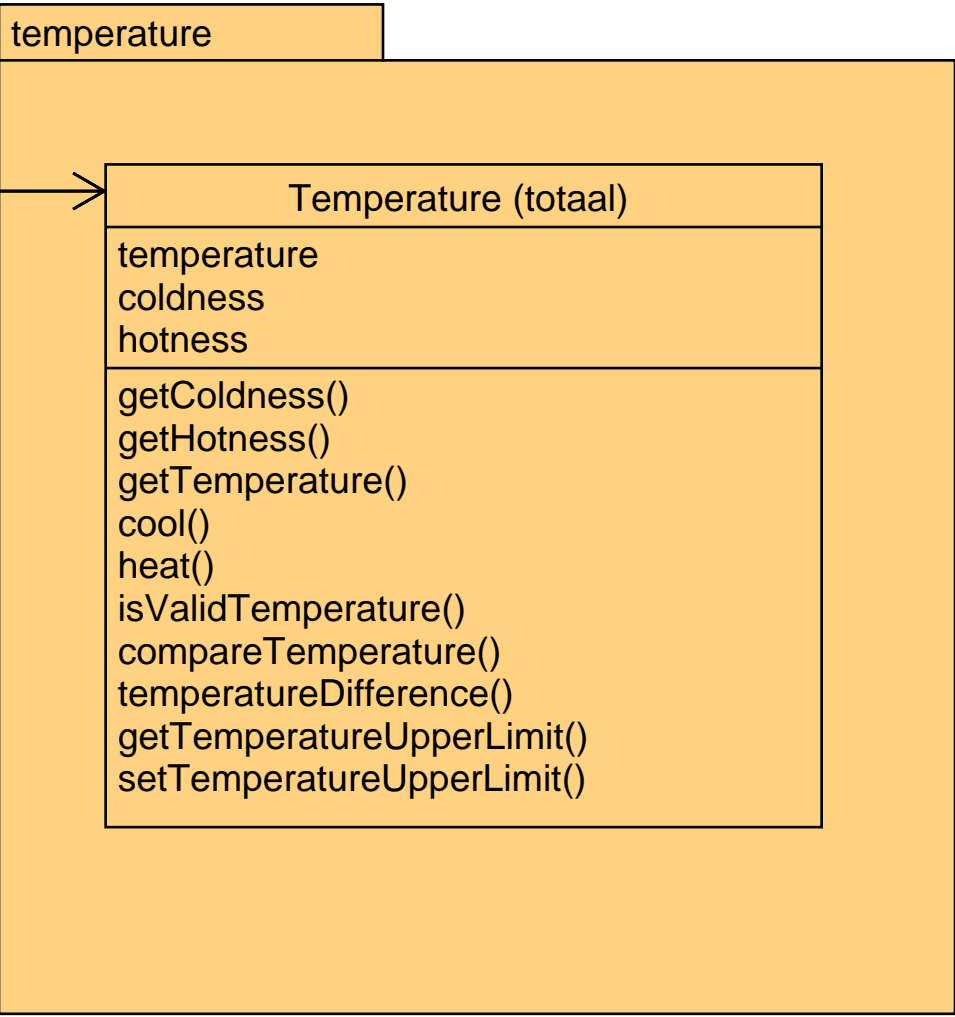 temperature
Temperature (totaal)
temperature
coldness
hotness
getColdness()
getHotness()
getTemperature()
cool()
heat()
isValidTemperature()
compareTemperature()
temperatureDifference()
getTemperatureUpperLimit()
setTemperatureUpperLimit()